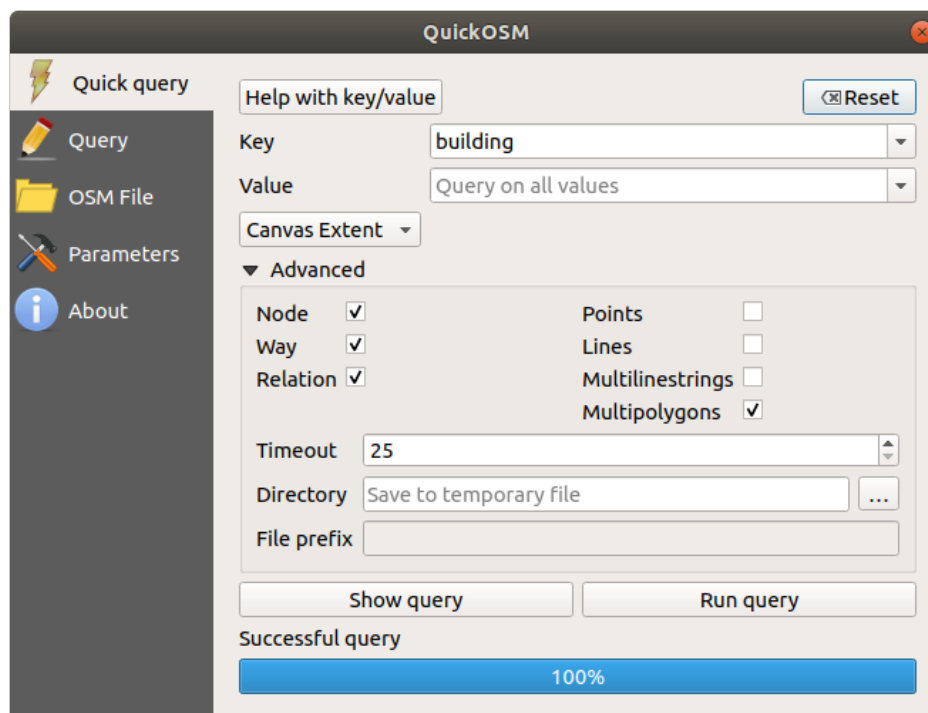 QuickOSM
Quick query
Query
OSM File
Parameters
About
Help with key/value
Reset
Key building
Value Query on all values
Canvas Extent
Advanced
Node Points
Way Lines
Relation Multilinestrings
Multipolygons
Timeout 25
Directory Save to temporary file ...
File prefix
Show query Run query
Successful query
100%